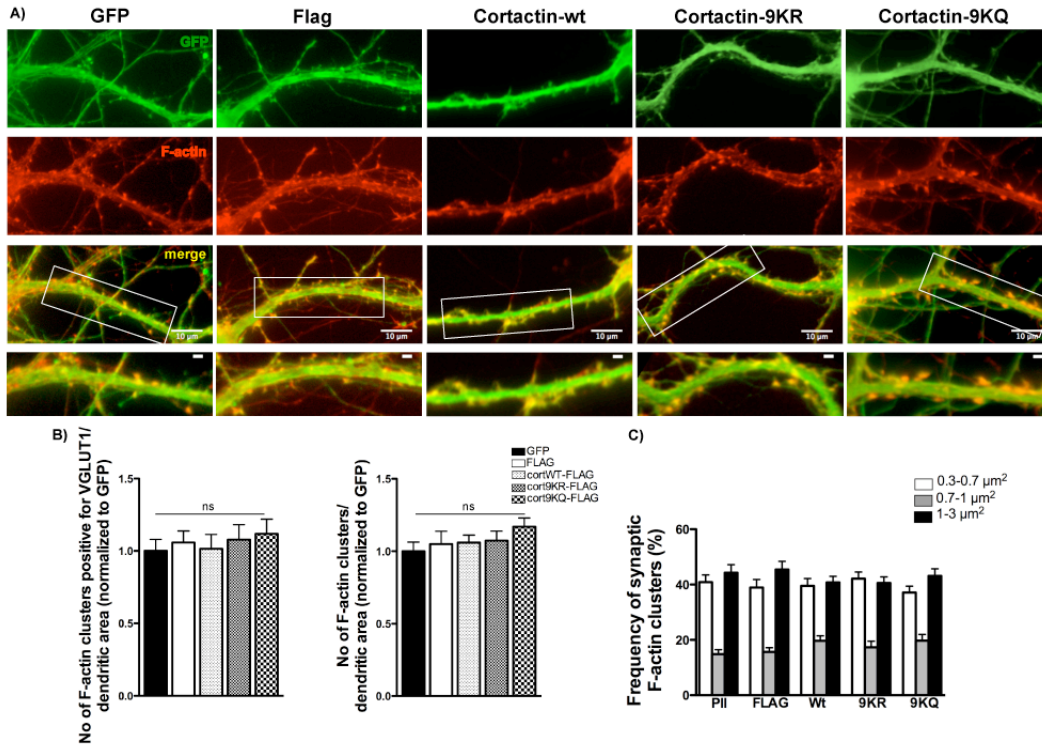 A)
GFP
Flag
Cortactin-wt
Cortactin-9KR
Cortactin-9KQ
GFP
F-actin
merge
10 µm
10 µm
10 µm
10 µm
10 µm
B)
No of F-actin clusters positive for VGLUT1/
dendritic area (normalized to GFP)
1.5
1.0
0.5
0.0
ns
No of F-actin clusters/
dendritic area (normalized to GFP)
1.5
1.0
0.5
0.0
ns
GFP
FLAG
cortWT-FLAG
cort9KR-FLAG
cort9KQ-FLAG
C)
0.3-0.7 µm²
0.7-1 µm²
1-3 µm²
Frequency of synaptic
F-actin clusters (%)
60
40
20
0
PII
FLAG
Wt
9KR
9KQ